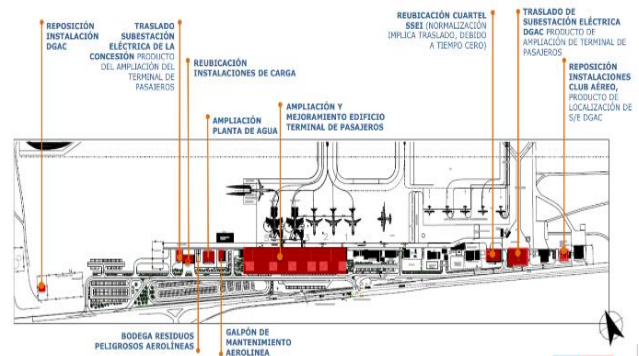 REPOSICIÓN
INSTALACIÓN
DGAC
TRASLADO
SUBESTACIÓN
ELÉCTRICA DE LA
CONCESIÓN PRODUCTO
DEL AMPLIACIÓN DEL
TERMINAL DE
PASAJEROS
REUBICACIÓN
INSTALACIONES DE CARGA
AMPLIACIÓN
PLANTA DE AGUA
AMPLIACIÓN Y
MEJORAMIENTO EDIFICIO
TERMINAL DE PASAJEROS
REUBICACIÓN CUARTEL
SSEI (NORMALIZACIÓN
IMPLICA TRASLADO, DEBIDO
A TIEMPO CERO)
TRASLADO DE
SUBESTACIÓN ELÉCTRICA
DGAC PRODUCTO DE
AMPLIACIÓN DE TERMINAL DE
PASAJEROS
REPOSICIÓN
INSTALACIONES
CLUB AÉREO,
PRODUCTO DE
LOCALIZACIÓN DE
S/E DGAC
BODEGA RESIDUOS
PELIGROSOS AEROLÍNEAS
GALPÓN DE
MANTENIMIENTO
AEROLINEA